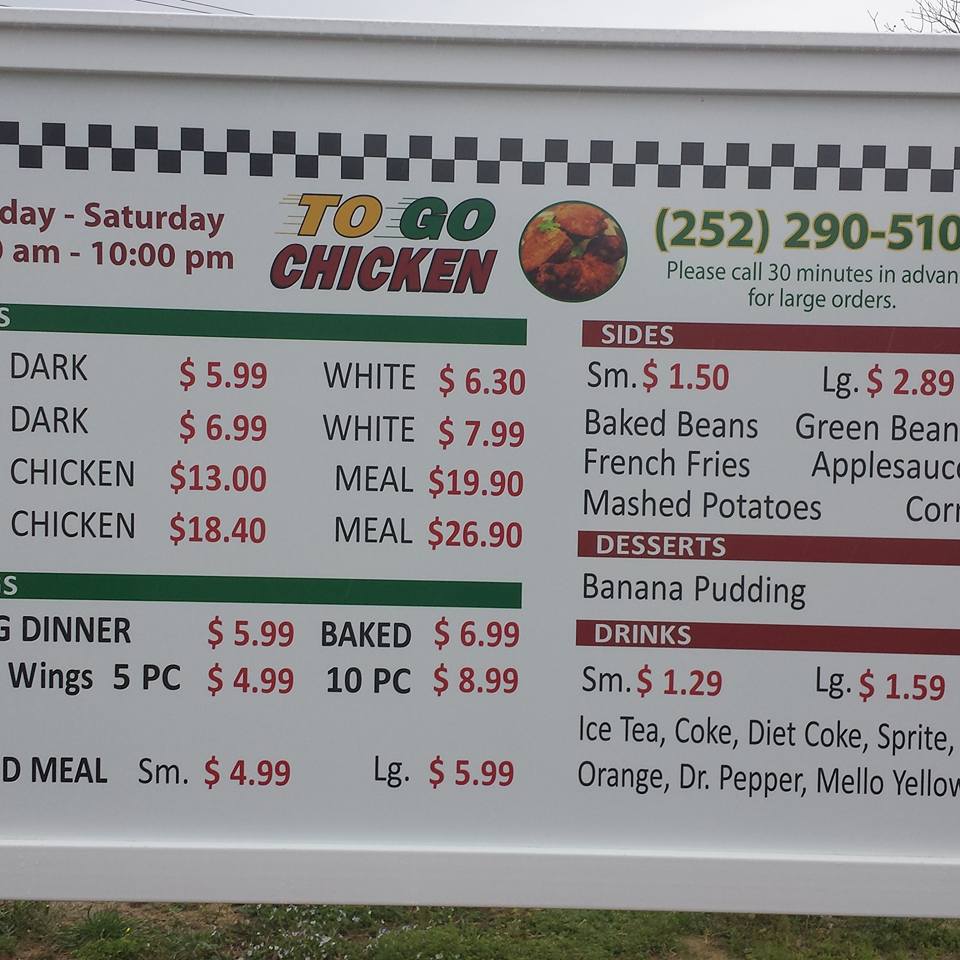 day - Saturday
0 am - 10:00 pm
TO GO
CHICKEN
(252) 290-510
Please call 30 minutes in advan
for large orders.
S
DARK $ 5.99 WHITE $ 6.30
DARK $ 6.99 WHITE $ 7.99
CHICKEN $13.00 MEAL $19.90
CHICKEN $18.40 MEAL $26.90
GS
G DINNER $ 5.99 BAKED $ 6.99
Wings 5 PC $ 4.99 10 PC $ 8.99
D MEAL Sm. $ 4.99 Lg. $ 5.99
SIDES
Sm. $ 1.50 Lg. $ 2.89
Baked Beans Green Bean
French Fries Applesauce
Mashed Potatoes Corn
DESSERTS
Banana Pudding
DRINKS
Sm. $ 1.29 Lg. $ 1.59
Ice Tea, Coke, Diet Coke, Sprite,
Orange, Dr. Pepper, Mello Yellow